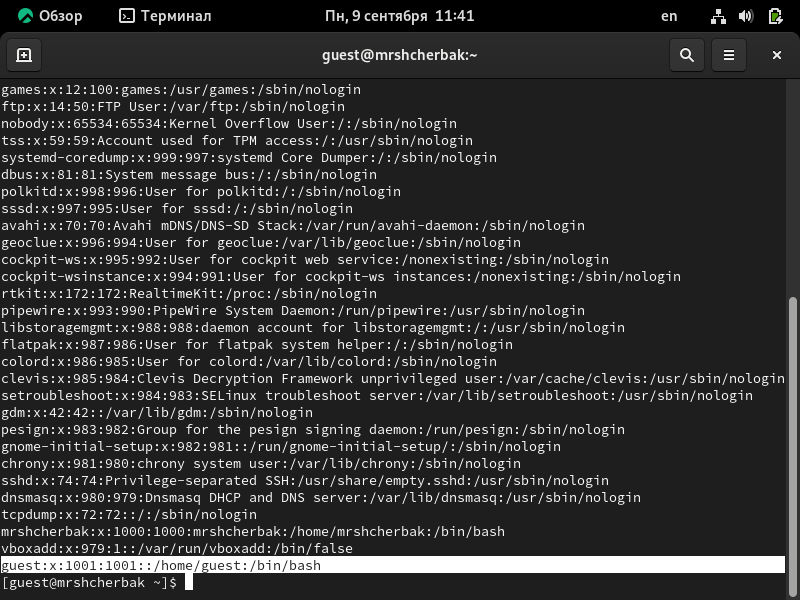 Обзор Терминал Пн, 9 сентября 11:41 en
guest@mrshcherbak:~
games:x:12:100:games:/usr/games:/sbin/nologin
ftp:x:14:50:FTP User:/var/ftp:/sbin/nologin
nobody:x:65534:65534:Kernel Overflow User:/:/sbin/nologin
tss:x:59:59:Account used for TPM access:/:/usr/sbin/nologin
systemd-coredump:x:999:997:systemd Core Dumper:/:/sbin/nologin
dbus:x:81:81:System message bus:/:/sbin/nologin
polkitd:x:998:996:User for polkitd:/:/sbin/nologin
sssd:x:997:995:User for sssd:/:/sbin/nologin
avahi:x:70:70:Avahi mDNS/DNS-SD Stack:/var/run/avahi-daemon:/sbin/nologin
geoclue:x:996:994:User for geoclue:/var/lib/geoclue:/sbin/nologin
cockpit-ws:x:995:992:User for cockpit web service:/nonexisting:/sbin/nologin
cockpit-wsinstance:x:994:991:User for cockpit-ws instances:/nonexisting:/sbin/nologin
rtkit:x:172:172:RealtimeKit:/proc:/sbin/nologin
pipewire:x:993:990:PipeWire System Daemon:/run/pipewire:/usr/sbin/nologin
libstoragemgmt:x:988:988:daemon account for libstoragemgmt:/:/usr/sbin/nologin
flatpak:x:987:986:User for flatpak system helper:/:/sbin/nologin
colord:x:986:985:User for colord:/var/lib/colord:/sbin/nologin
clevis:x:985:984:Clevis Decryption Framework unprivileged user:/var/cache/clevis:/usr/sbin/nologin
setroubleshoot:x:984:983:SELinux troubleshoot server:/var/lib/setroubleshoot:/usr/sbin/nologin
gdm:x:42:42::/var/lib/gdm:/sbin/nologin
pesign:x:983:982:Group for the pesign signing daemon:/run/pesign:/sbin/nologin
gnome-initial-setup:x:982:981::/run/gnome-initial-setup/:/sbin/nologin
chrony:x:981:980:chrony system user:/var/lib/chrony:/sbin/nologin
sshd:x:74:74:Privilege-separated SSH:/usr/share/empty.sshd:/usr/sbin/nologin
dnsmasq:x:980:979:Dnsmasq DHCP and DNS server:/var/lib/dnsmasq:/usr/sbin/nologin
tcpdump:x:72:72::/:/sbin/nologin
mrshcherbak:x:1000:1000:mrshcherbak:/home/mrshcherbak:/bin/bash
vboxadd:x:979:1::/var/run/vboxadd:/bin/false
guest:x:1001:1001::/home/guest:/bin/bash
[guest@mrshcherbak ~]$